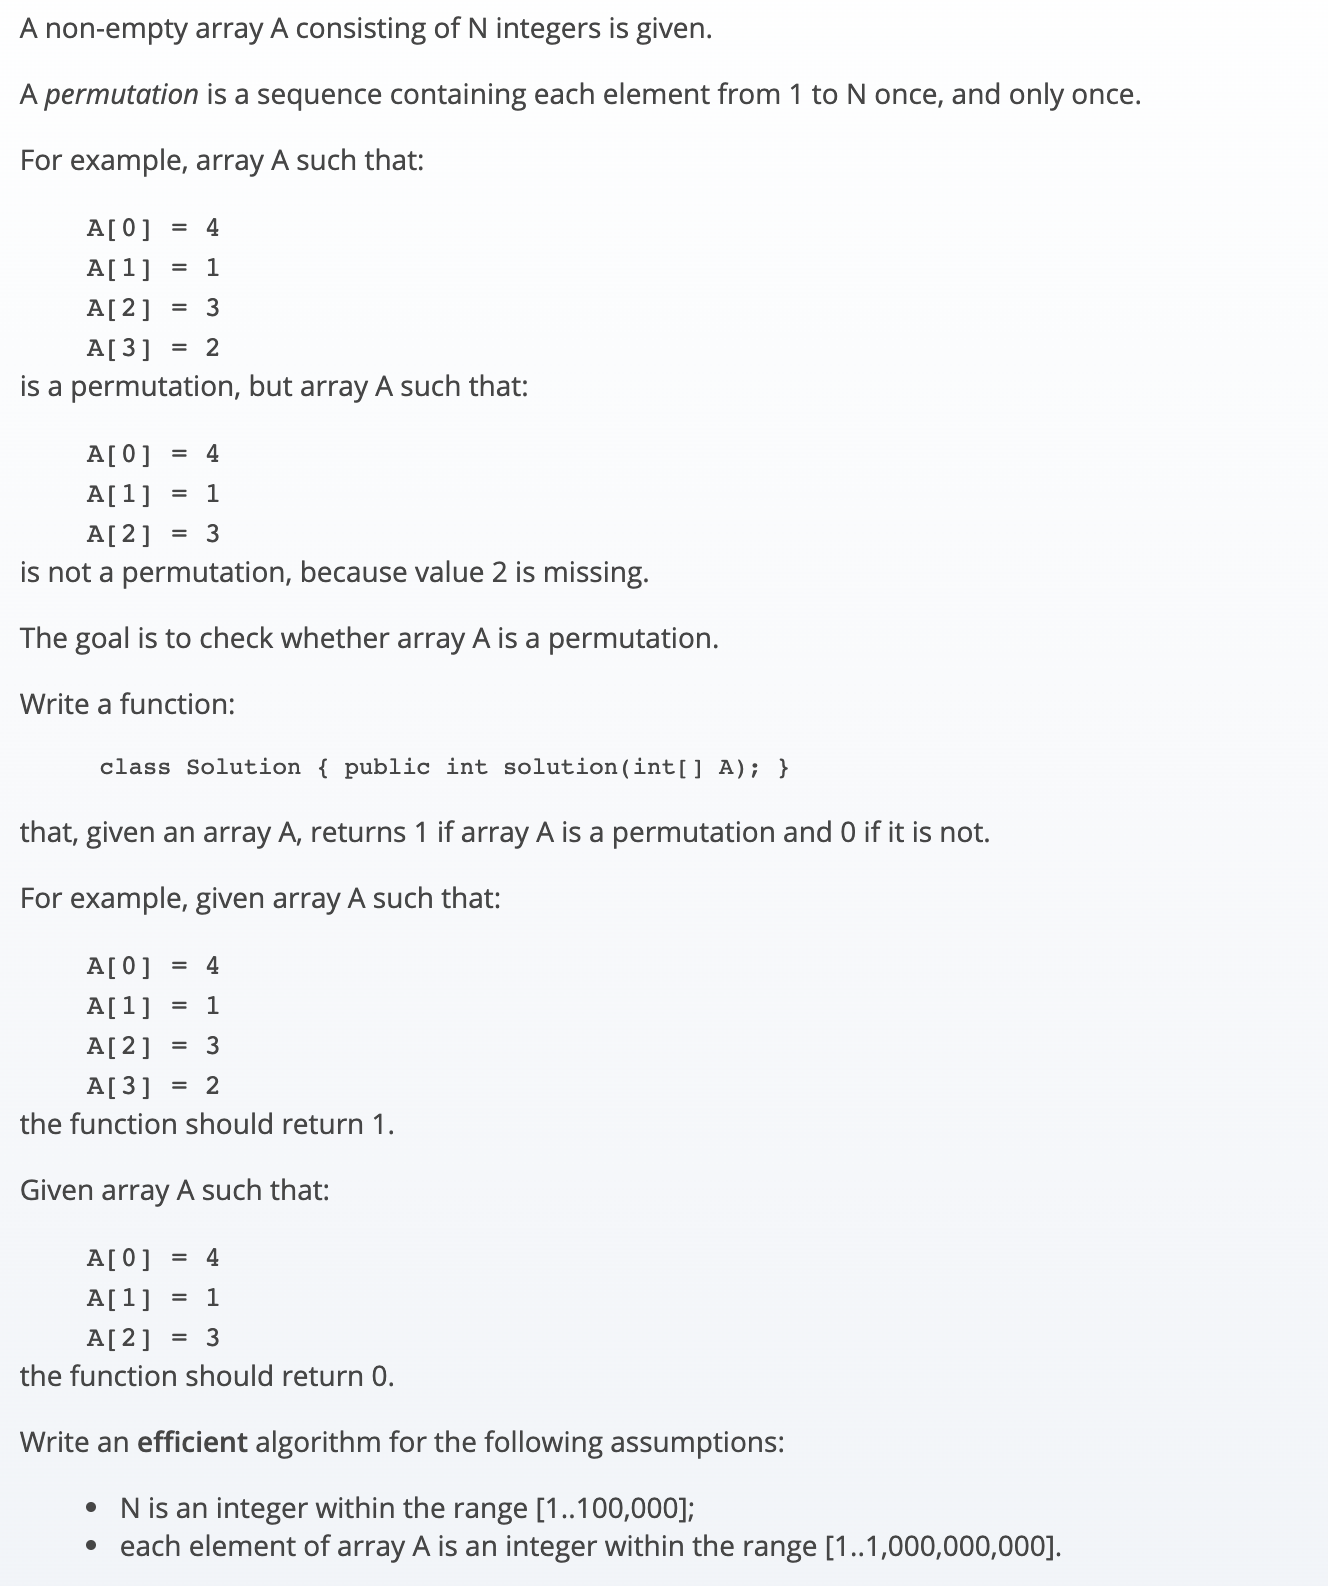 A non-empty array A consisting of N integers is given.
A permutation is a sequence containing each element from 1 to N once, and only once.
For example, array A such that:
A[0] = 4
A[1] = 1
A[2] = 3
A[3] = 2
is a permutation, but array A such that:
A[0] = 4
A[1] = 1
A[2] = 3
is not a permutation, because value 2 is missing.
The goal is to check whether array A is a permutation.
Write a function:
class Solution { public int solution(int[] A); }
that, given an array A, returns 1 if array A is a permutation and 0 if it is not.
For example, given array A such that:
A[0] = 4
A[1] = 1
A[2] = 3
A[3] = 2
the function should return 1.
Given array A such that:
A[0] = 4
A[1] = 1
A[2] = 3
the function should return 0.
Write an efficient algorithm for the following assumptions:
• N is an integer within the range [1..100,000];
• each element of array A is an integer within the range [1..1,000,000,000].